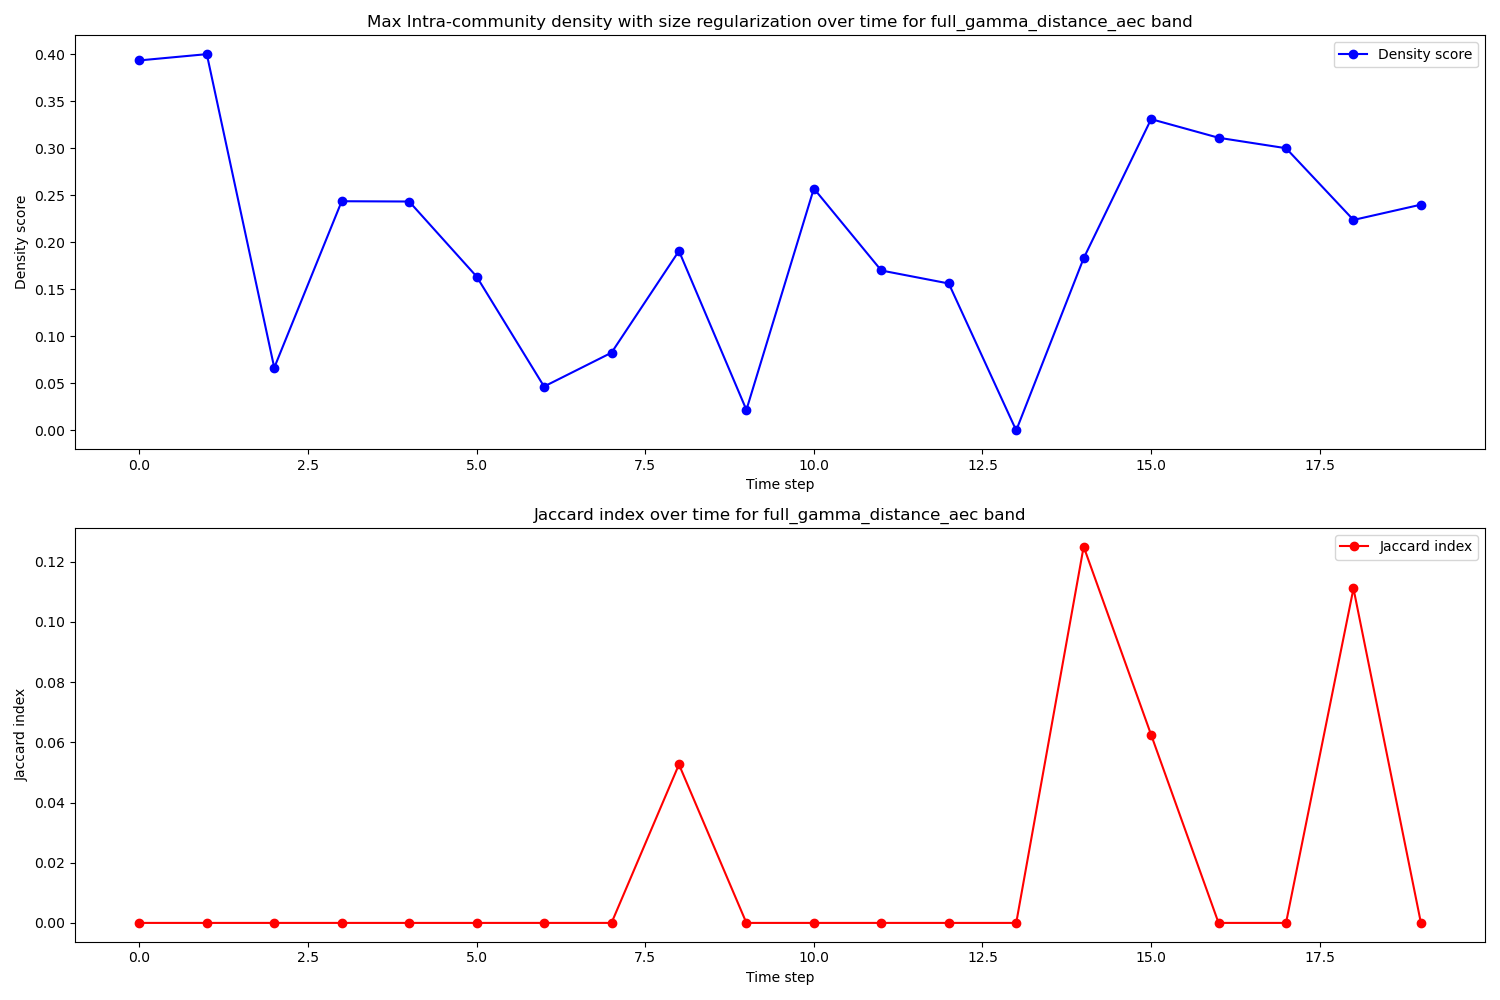 Max Intra-community density with size regularization over time for full_gamma_distance_aec band
Density score
0.40
0.35
0.30
0.25
0.20
0.15
0.10
0.05
0.00
Density score
0.0 2.5 5.0 7.5 10.0 12.5 15.0 17.5
Time step
Jaccard index over time for full_gamma_distance_aec band
Jaccard index
0.12
0.10
0.08
0.06
0.04
0.02
0.00
Jaccard index
0.0 2.5 5.0 7.5 10.0 12.5 15.0 17.5
Time step